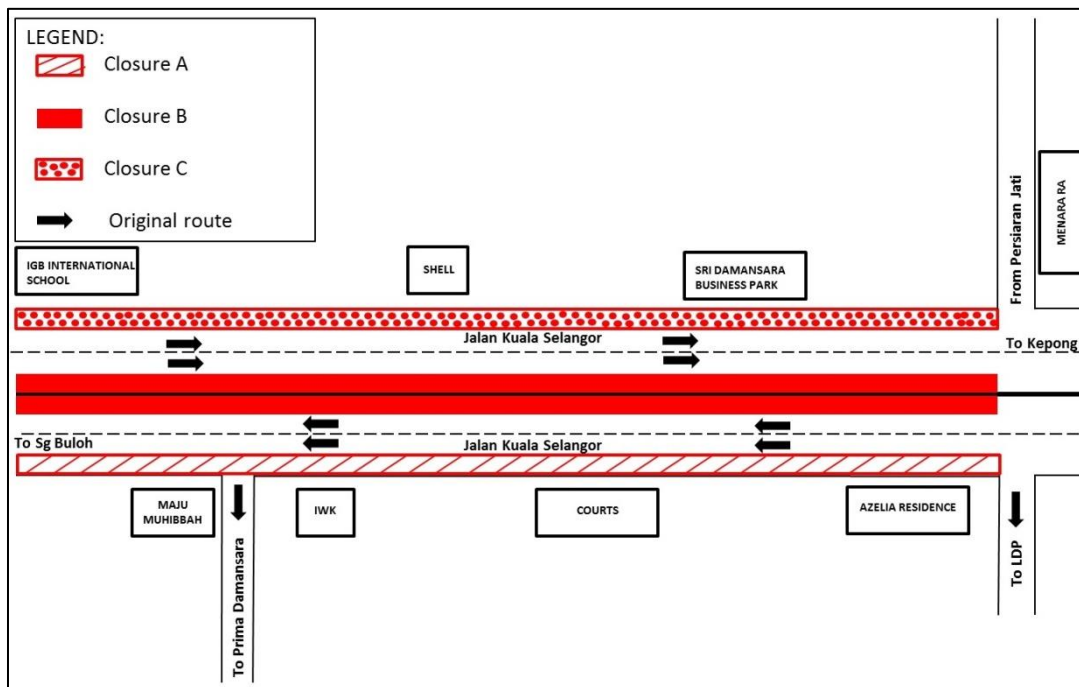 LEGEND:
Closure A
Closure B
Closure C
Original route
IGB INTERNATIONAL
SCHOOL
SHELL
SRI DAMANSARA
BUSINESS PARK
From Persiaran Jati
MENARA RA
Jalan Kuala Selangor
To Kepong
To Sg Buloh
Jalan Kuala Selangor
MAJU
MUHIBBAH
IWK
COURTS
AZELIA RESIDENCE
To Prima Damansara
To LDP